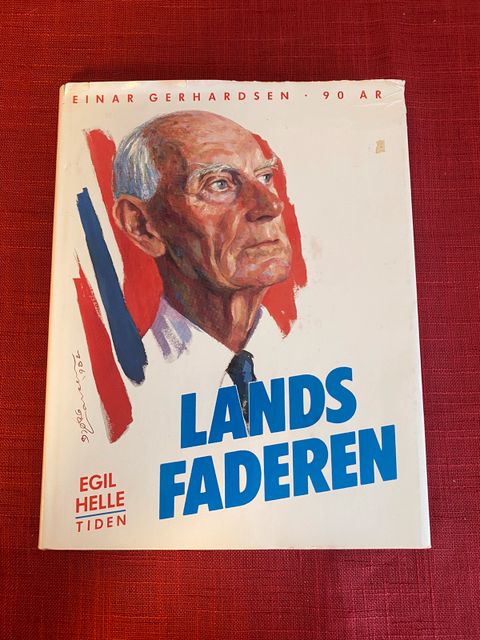 EINAR GERHARDSEN · 90 ÅR
LANDS
FADEREN
EGIL
HELLE
TIDEN